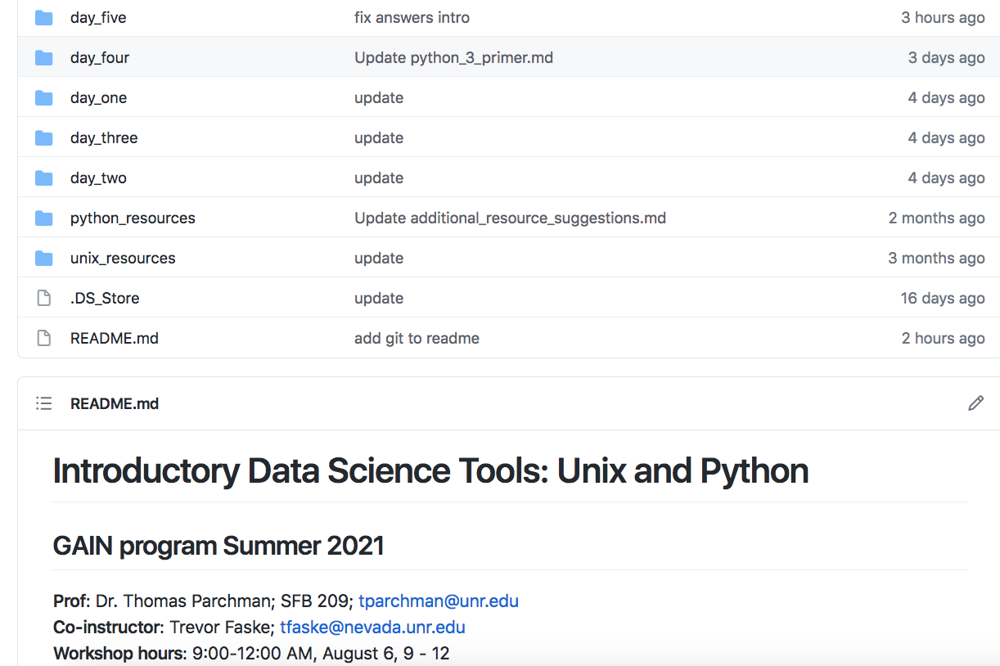 day_five fix answers intro 3 hours ago
day_four Update python_3_primer.md 3 days ago
day_one update 4 days ago
day_three update 4 days ago
day_two update 4 days ago
python_resources Update additional_resource_suggestions.md 2 months ago
unix_resources update 3 months ago
.DS_Store update 16 days ago
README.md add git to readme 2 hours ago
README.md
Introductory Data Science Tools: Unix and Python
GAIN program Summer 2021
Prof: Dr. Thomas Parchman; SFB 209; tparchman@unr.edu
Co-instructor: Trevor Faske; tfaske@nevada.unr.edu
Workshop hours: 9:00-12:00 AM, August 6, 9 - 12